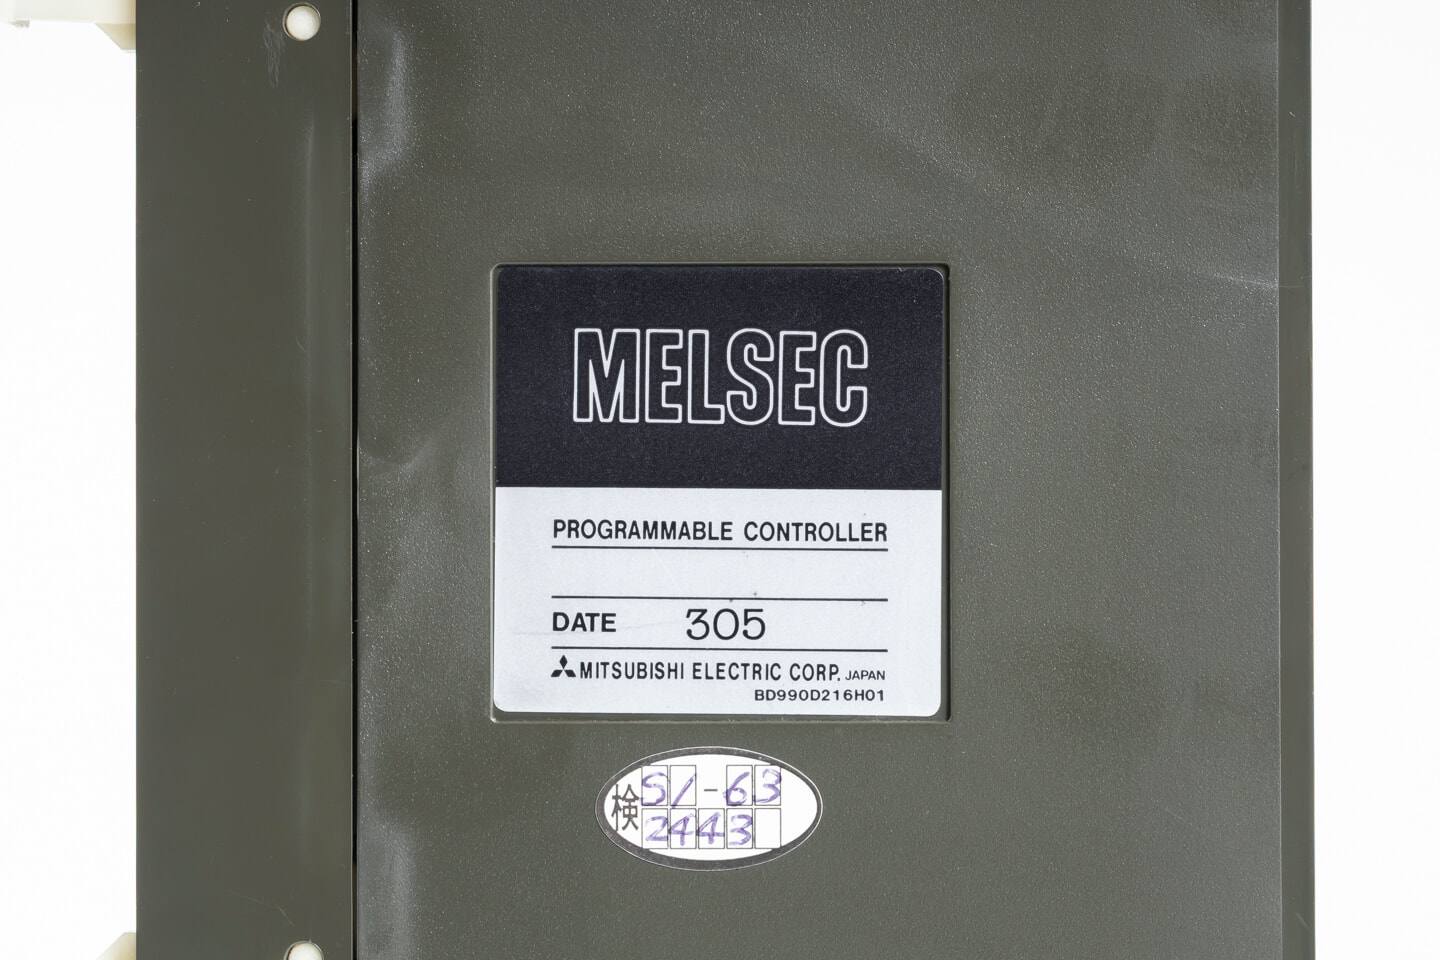 MELSEC
PROGRAMMABLE CONTROLLER
DATE 305
MITSUBISHI ELECTRIC CORP. JAPAN
BD990D216H01
検 S/-63
2443